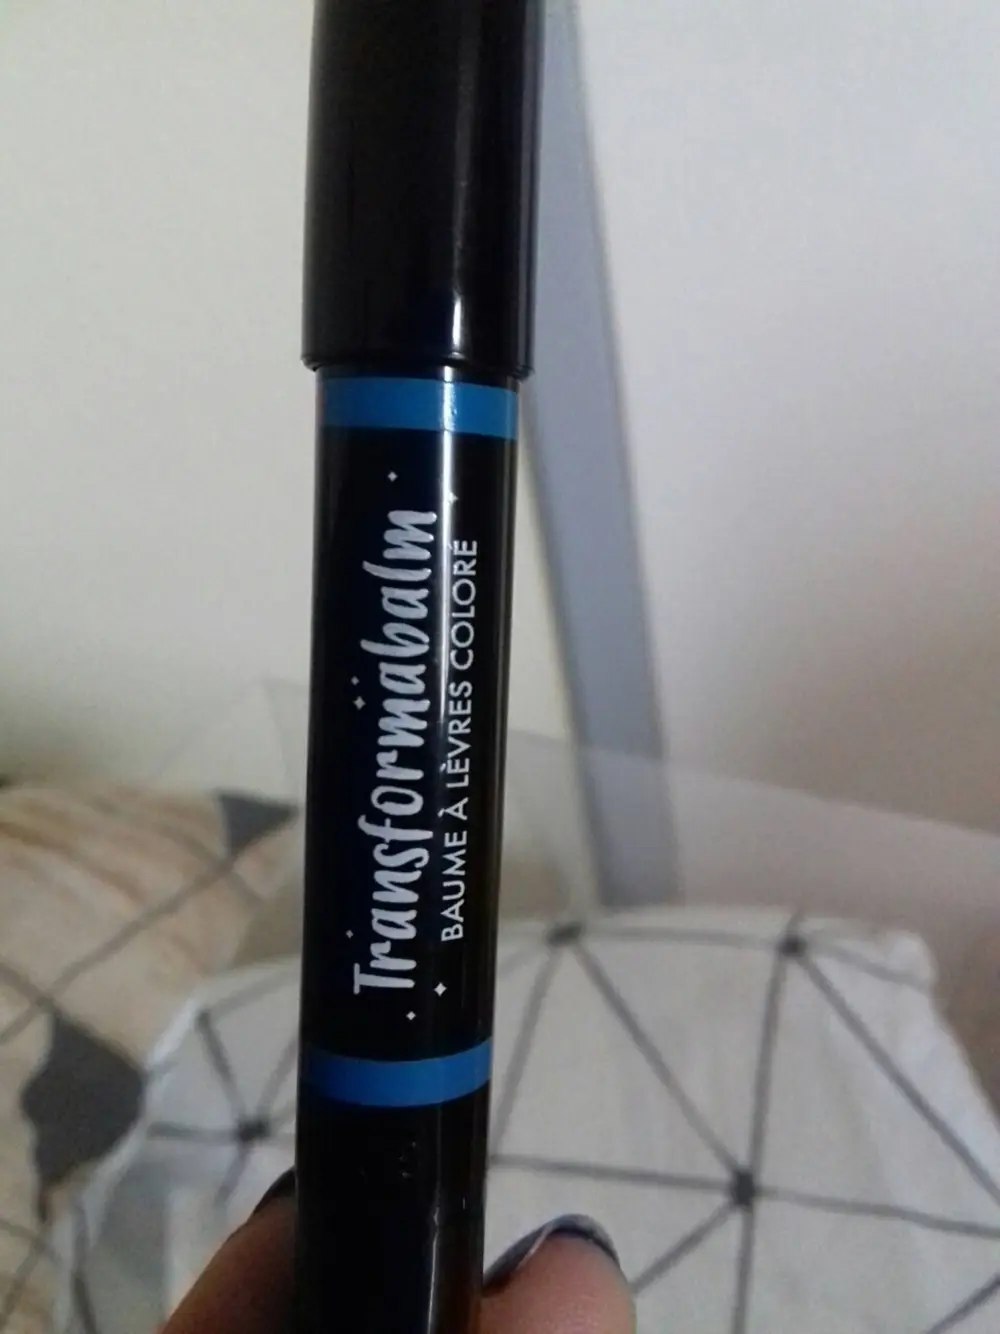 Transformabalm
BAUME À LÈVRES COLORÉ